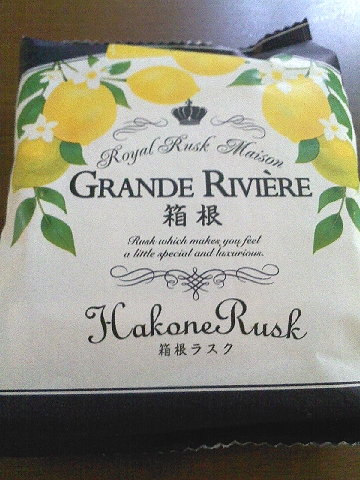 Royal Rusk Maison
GRANDE RIVIÈRE
箱根
Rusk which makes you feel
a little special and luxurious.
HakoneRusk
箱根ラスク